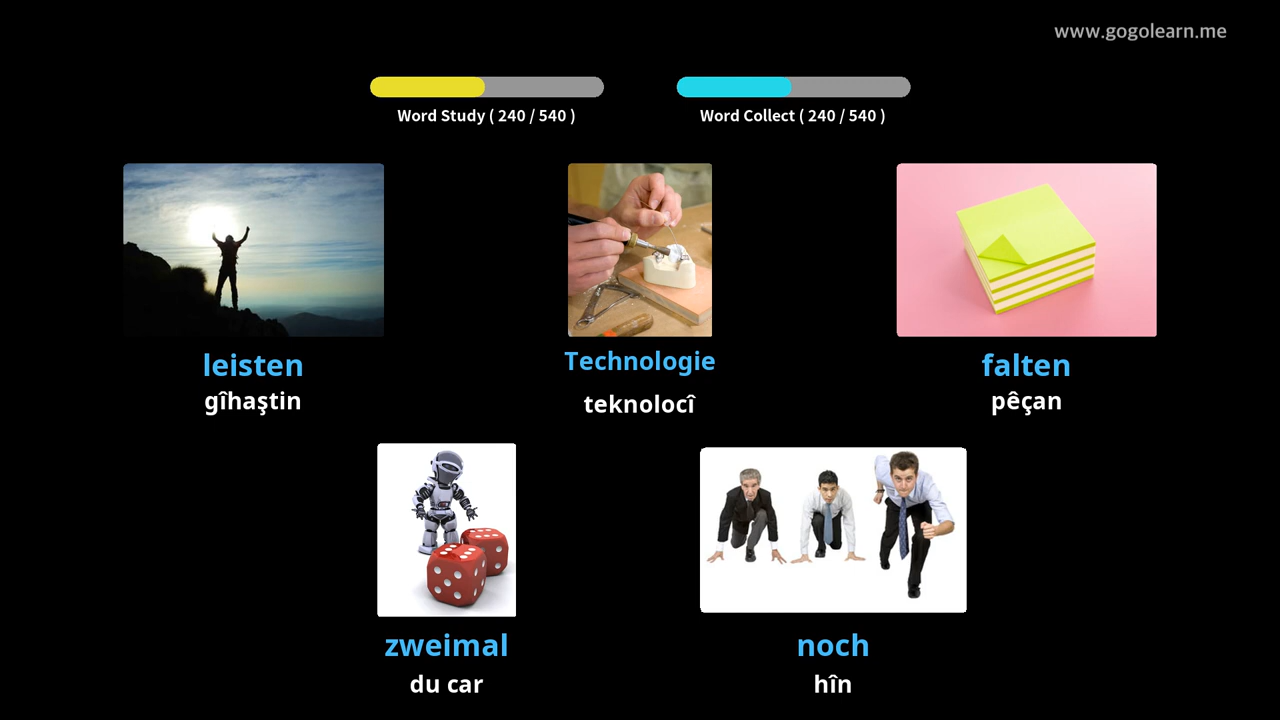 www.gogolearn.me
Word Study ( 240 / 540 )
Word Collect ( 240 / 540 )
leisten
gîhaştin
Technologie
teknolocî
falten
pêçan
zweimal
du car
noch
hîn